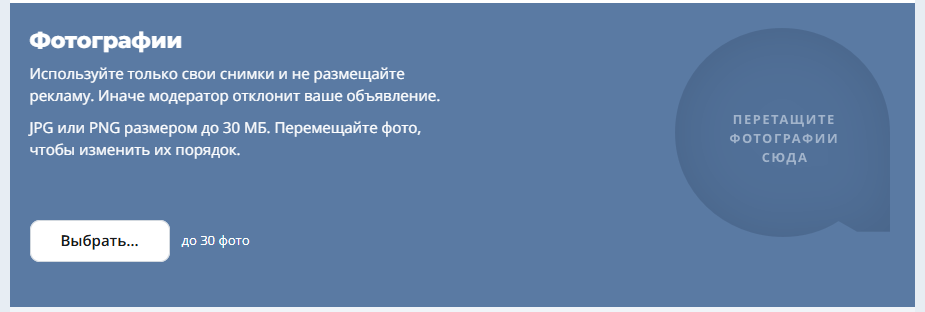 Фотографии
Используйте только свои снимки и не размещайте
рекламу. Иначе модератор отклонит ваше объявление.
JPG или PNG размером до 30 МБ. Перемещайте фото,
чтобы изменить их порядок.
ПЕРЕТАЩИТЕ
ФОТОГРАФИИ
СЮДА
Выбрать...
до 30 фото